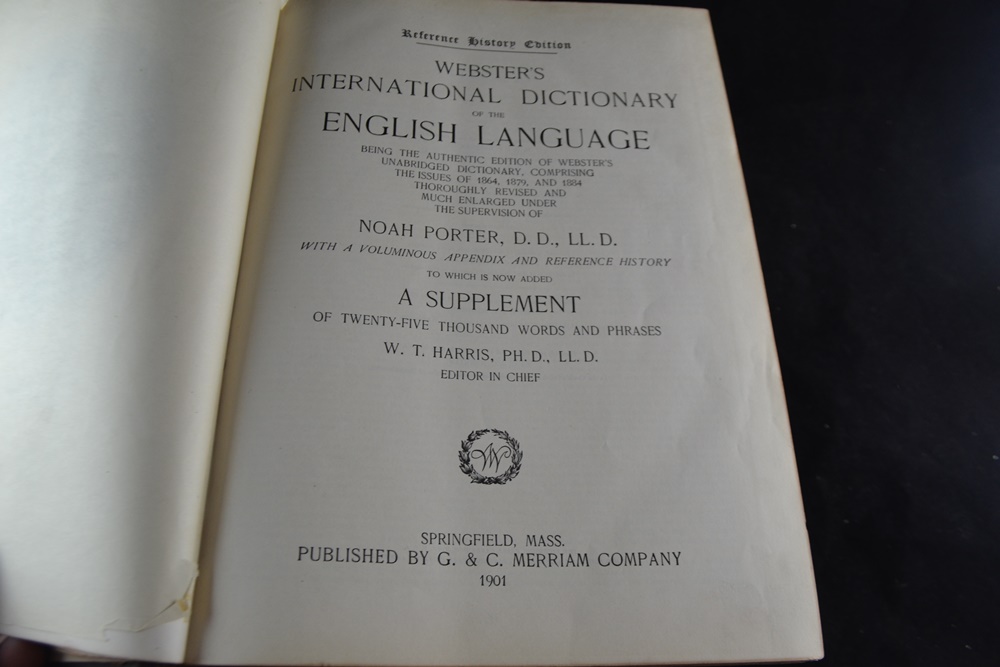 Reference History Edition
WEBSTER'S
INTERNATIONAL DICTIONARY
OF THE
ENGLISH LANGUAGE
BEING THE AUTHENTIC EDITION OF WEBSTER'S
UNABRIDGED DICTIONARY, COMPRISING
THE ISSUES OF 1864, 1879, AND 1884
THOROUGHLY REVISED AND
MUCH ENLARGED UNDER
THE SUPERVISION OF
NOAH PORTER, D. D., LL. D.
WITH A VOLUMINOUS APPENDIX AND REFERENCE HISTORY
TO WHICH IS NOW ADDED
A SUPPLEMENT
OF TWENTY-FIVE THOUSAND WORDS AND PHRASES
W. T. HARRIS, PH. D., LL. D.
EDITOR IN CHIEF
W
SPRINGFIELD, MASS.
PUBLISHED BY G. & C. MERRIAM COMPANY
1901